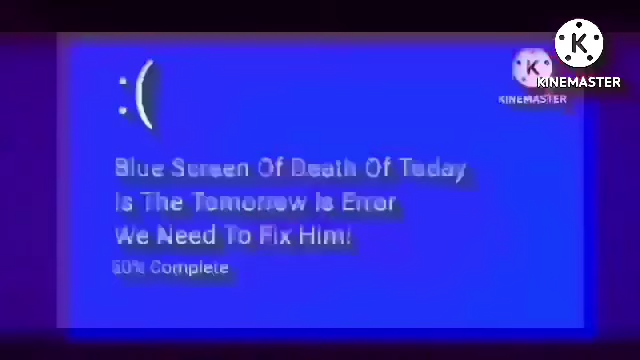 :(
K
KINEMASTER
K
KINEMASTER
Blue Screen Of Death Of Today
Is The Tomorrow Is Error
We Need To Fix Him!
50% Complete